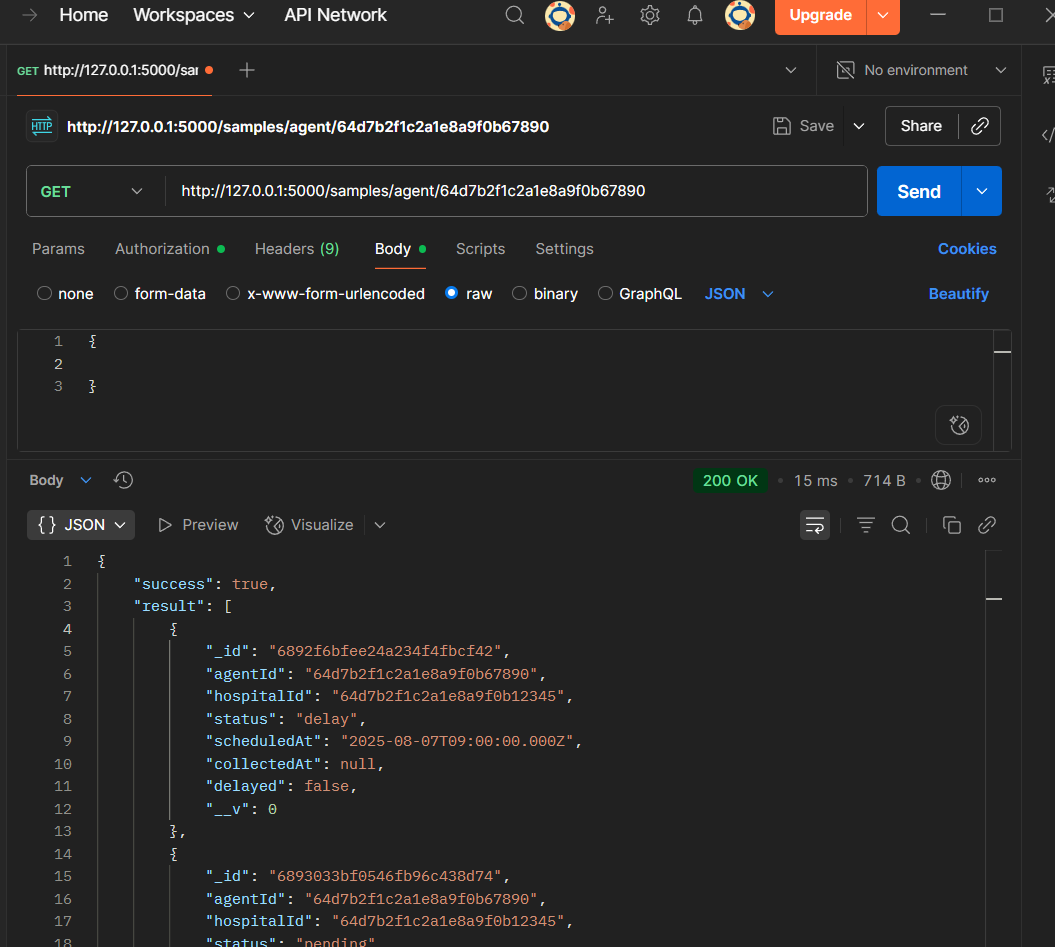 Home Workspaces API Network Upgrade
GET http://127.0.0.1:5000/sar No environment
HTTP http://127.0.0.1:5000/samples/agent/64d7b2f1c2a1e8a9f0b67890 Save Share
GET http://127.0.0.1:5000/samples/agent/64d7b2f1c2a1e8a9f0b67890 Send
Params Authorization Headers (9) Body Scripts Settings Cookies
none form-data x-www-form-urlencoded raw binary GraphQL JSON Beautify
1 {
2
3 }
Body 200 OK • 15 ms • 714 B •
{} JSON Preview Visualize
1 {
2 "success": true,
3 "result": [
4 {
5 "_id": "6892f6bfee24a234f4fbcf42",
6 "agentId": "64d7b2f1c2a1e8a9f0b67890",
7 "hospitalId": "64d7b2f1c2a1e8a9f0b12345",
8 "status": "delay",
9 "scheduledAt": "2025-08-07T09:00:00.000Z",
10 "collectedAt": null,
11 "delayed": false,
12 "__v": 0
13 },
14 {
15 "_id": "6893033bf0546fb96c438d74",
16 "agentId": "64d7b2f1c2a1e8a9f0b67890",
17 "hospitalId": "64d7b2f1c2a1e8a9f0b12345",
18 "status": "pending"